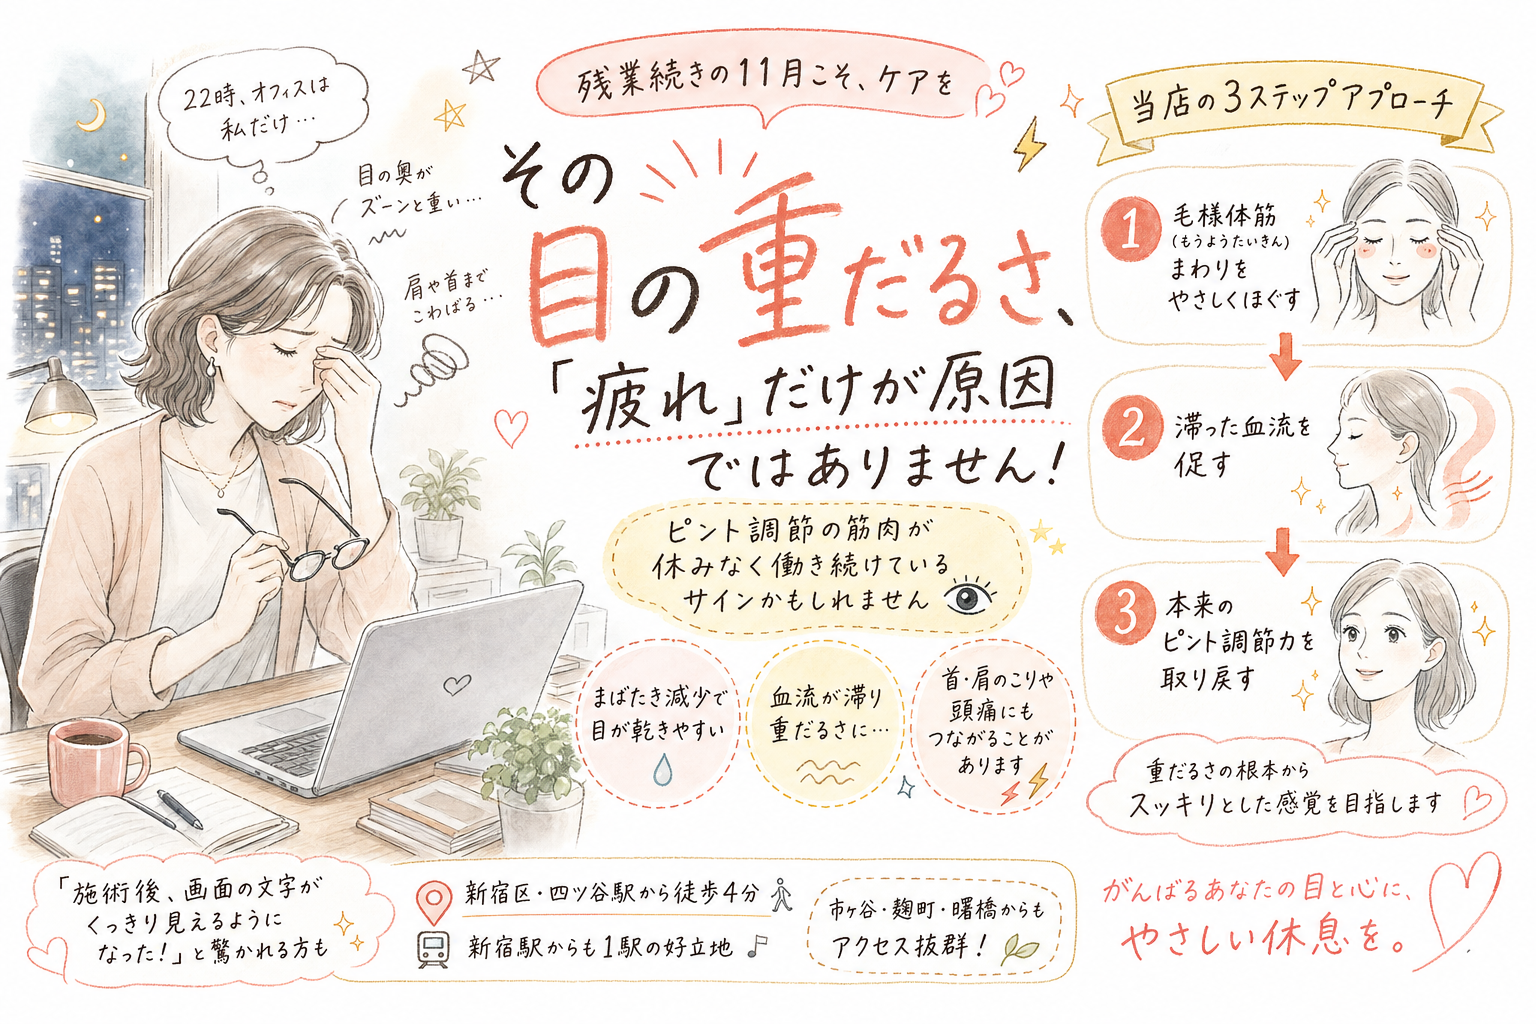 22時、オフィスは
私だけ…
目の奥が
ズーンと重い…
肩や首まで
こわばる…
残業続きの11月こそ、ケアを
その
目の重だるさ、
「疲れ」だけが原因
ではありません!
ピント調節の筋肉が
休みなく働き続けている
サインかもしれません
まばたき減少で
目が乾きやすい
血流が滞り
重だるさに…
首・肩のこりや
頭痛にも
つながることが
あります
当店の3ステップアプローチ
1
毛様体筋
(もうようたいきん)
まわりを
やさしくほぐす
2
滞った血流を
促す
3
本来の
ピント調節力を
取り戻す
重だるさの根本から
スッキリとした感覚を目指します
「施術後、画面の文字が
くっきり見えるように
なった!」と驚かれる方も
新宿区・四ツ谷駅から徒歩4分
新宿駅からも1駅の好立地
市ヶ谷・麹町・曙橋からも
アクセス抜群!
がんばるあなたの目と心に、
やさしい休息を。